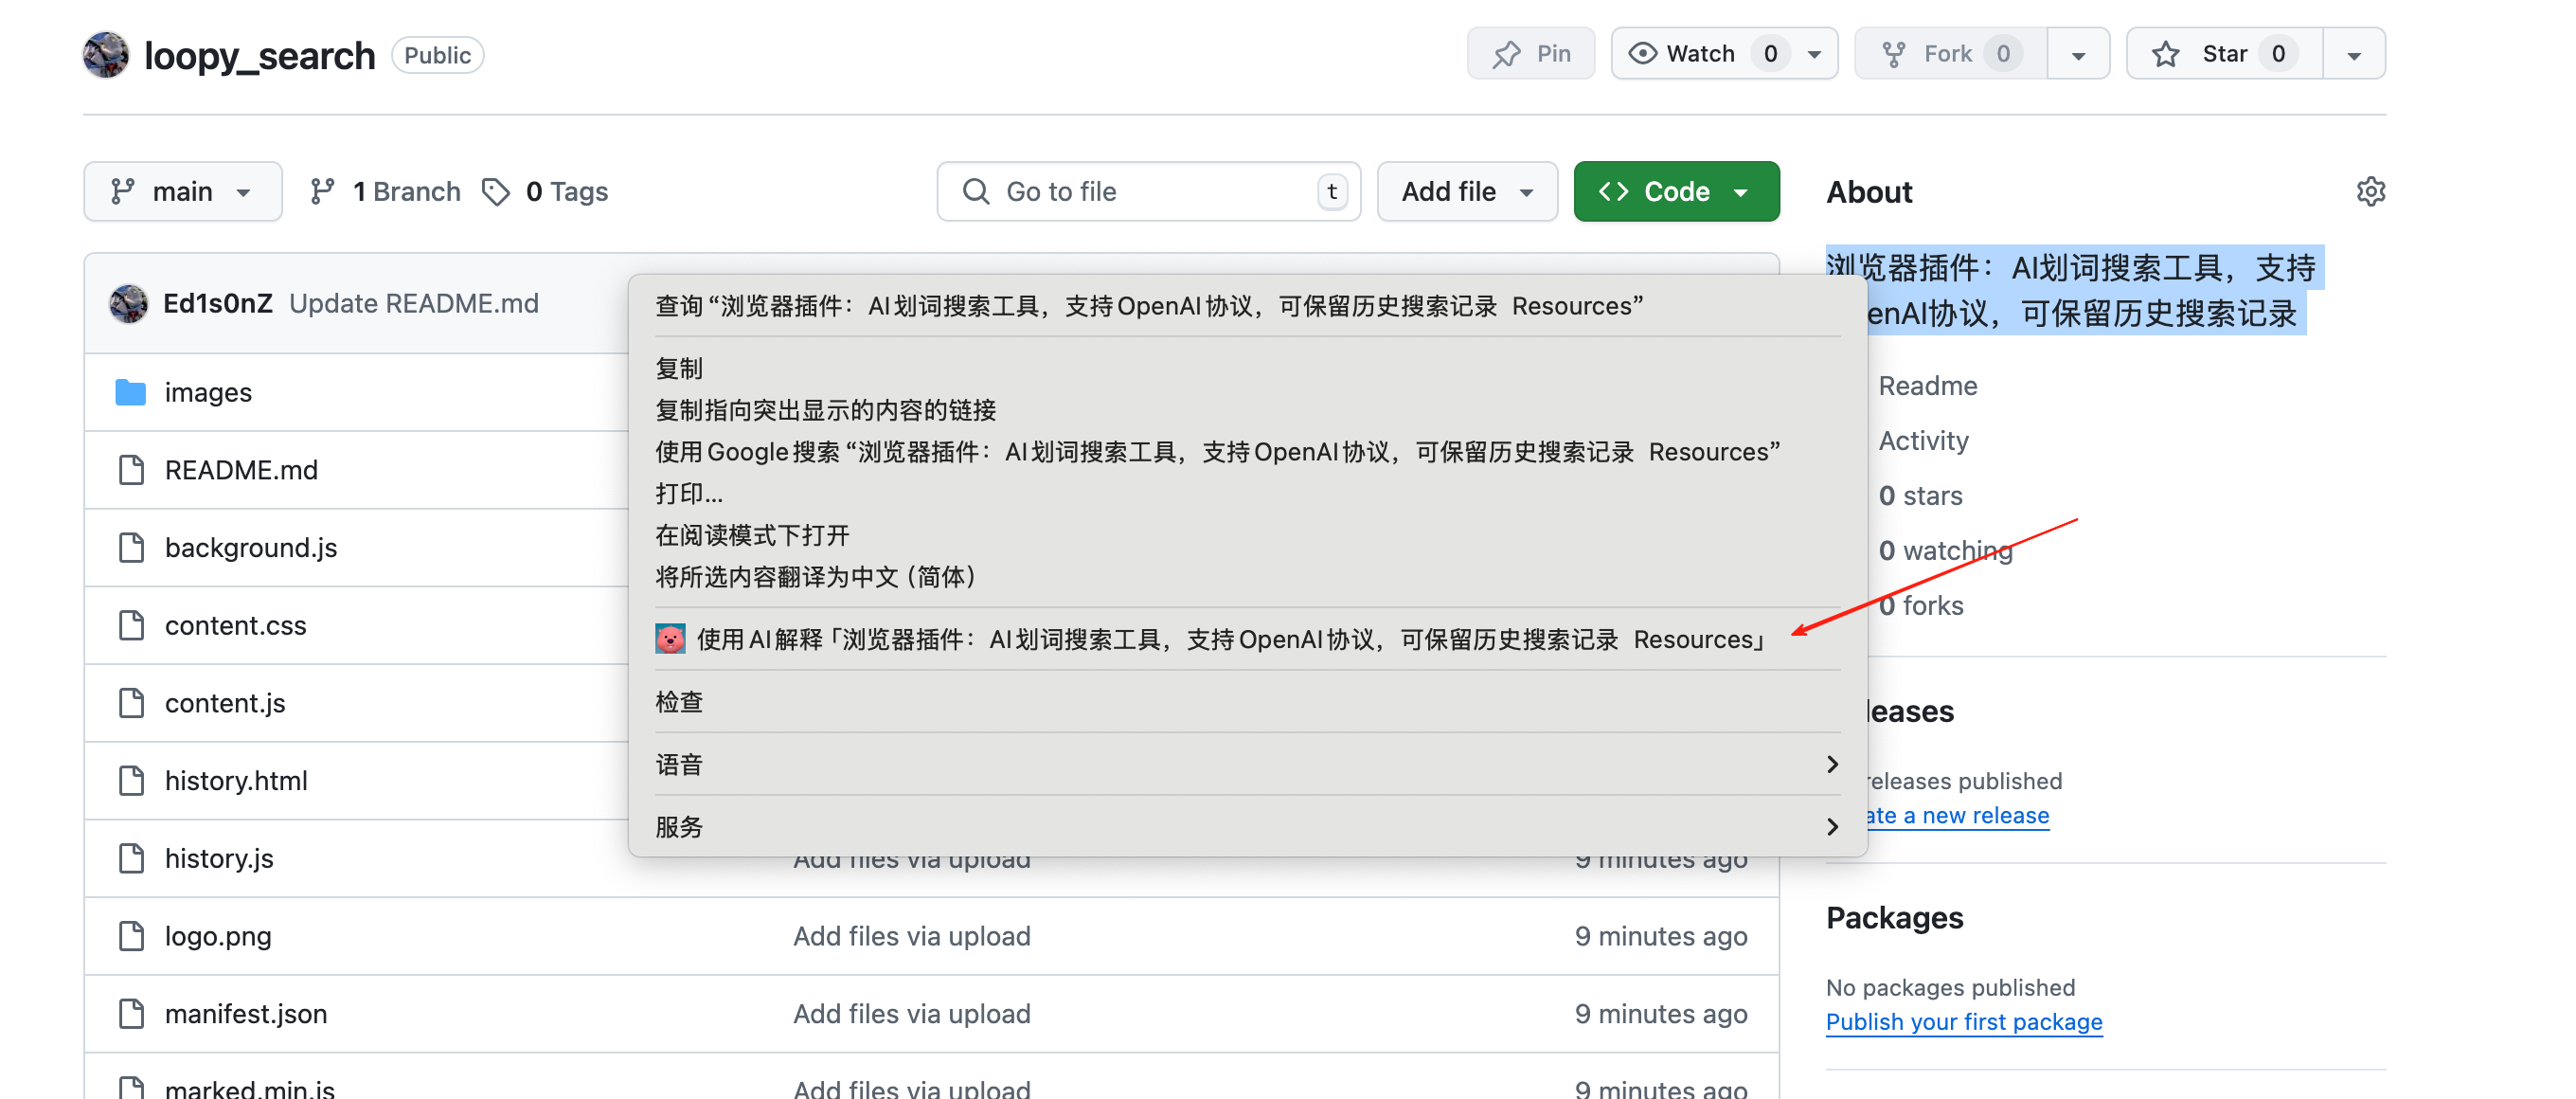 loopy_search Public
Pin Watch 0 Fork 0 Star 0
main 1 Branch 0 Tags
Go to file t Add file Code
Ed1s0nZ Update README.md
images
README.md
background.js
content.css
content.js
history.html
history.js Add files via upload 9 minutes ago
logo.png Add files via upload 9 minutes ago
manifest.json Add files via upload 9 minutes ago
marked.min.js Add files via upload 9 minutes ago
查询“浏览器插件：AI划词搜索工具，支持OpenAI协议，可保留历史搜索记录 Resources”
复制
复制指向突出显示的内容的链接
使用Google搜索“浏览器插件：AI划词搜索工具，支持OpenAI协议，可保留历史搜索记录 Resources”
打印...
在阅读模式下打开
将所选内容翻译为中文（简体）
使用AI解释「浏览器插件：AI划词搜索工具，支持OpenAI协议，可保留历史搜索记录 Resources」
检查
语音
服务
About
浏览器插件：AI划词搜索工具，支持
enAI协议，可保留历史搜索记录
Readme
Activity
0 stars
0 watching
0 forks
leases
releases published
ate a new release
Packages
No packages published
Publish your first package